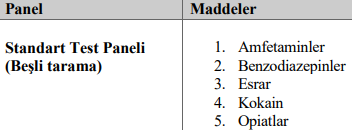 Panel Maddeler
Standart Test Paneli
(Beşli tarama)
1. Amfetaminler
2. Benzodiazepinler
3. Esrar
4. Kokain
5. Opiatlar